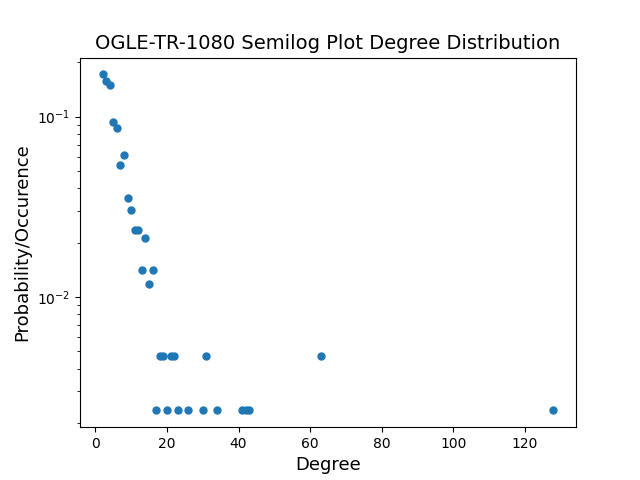 OGLE-TR-1080 Semilog Plot Degree Distribution
10⁻¹
10⁻²
Probability/Occurence
0 20 40 60 80 100 120
Degree